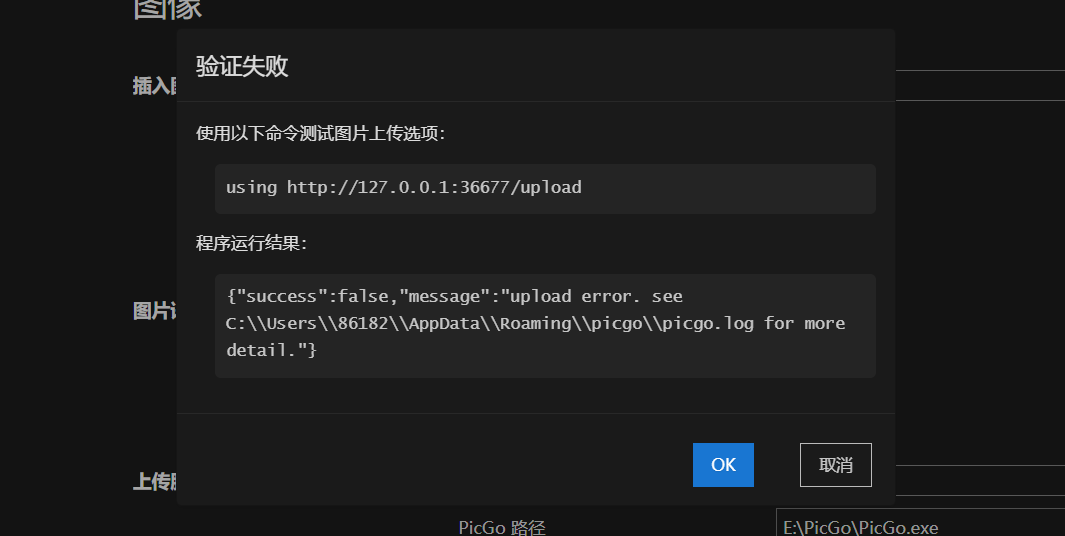 图像
验证失败
插入
使用以下命令测试图片上传选项：
using http://127.0.0.1:36677/upload
程序运行结果：
{"success":false,"message":"upload error. see
C:\\Users\\86182\\AppData\\Roaming\\picgo\\picgo.log for more
detail."}
图片
OK
取消
上传
PicGo 路径
E:\PicGo\PicGo.exe